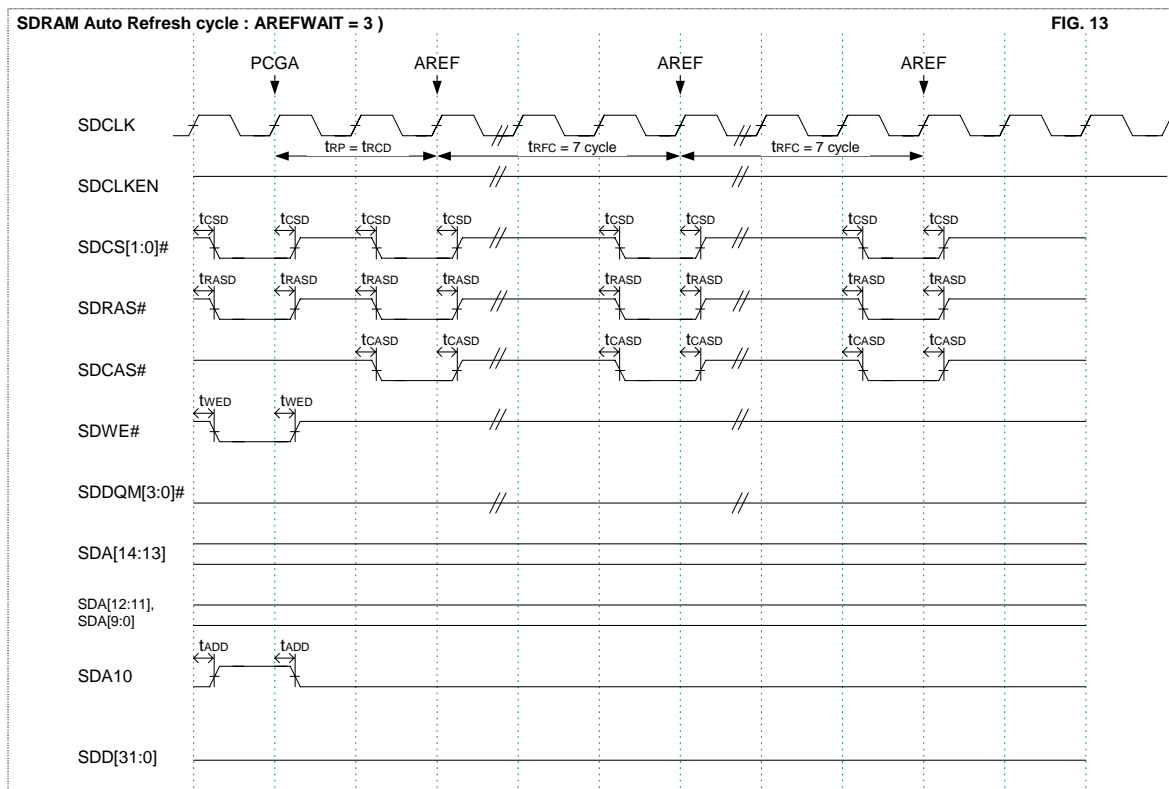 SDRAM Auto Refresh cycle : AREFWAIT = 3 ) FIG. 13
PCGA AREF AREF AREF
SDCLK
tRP = tRCD tRFC = 7 cycle tRFC = 7 cycle
SDCLKEN
tCSD tCSD tCSD tCSD tCSD tCSD tCSD tCSD
SDCS[1:0]#
tRASD tRASD tRASD tRASD tRASD tRASD tRASD tRASD
SDRAS#
tCASD tCASD tCASD tCASD tCASD tCASD
SDCAS#
tWED tWED
SDWE#
SDDQM[3:0]#
SDA[14:13]
SDA[12:11],
SDA[9:0]
tADD tADD
SDA10
SDD[31:0]